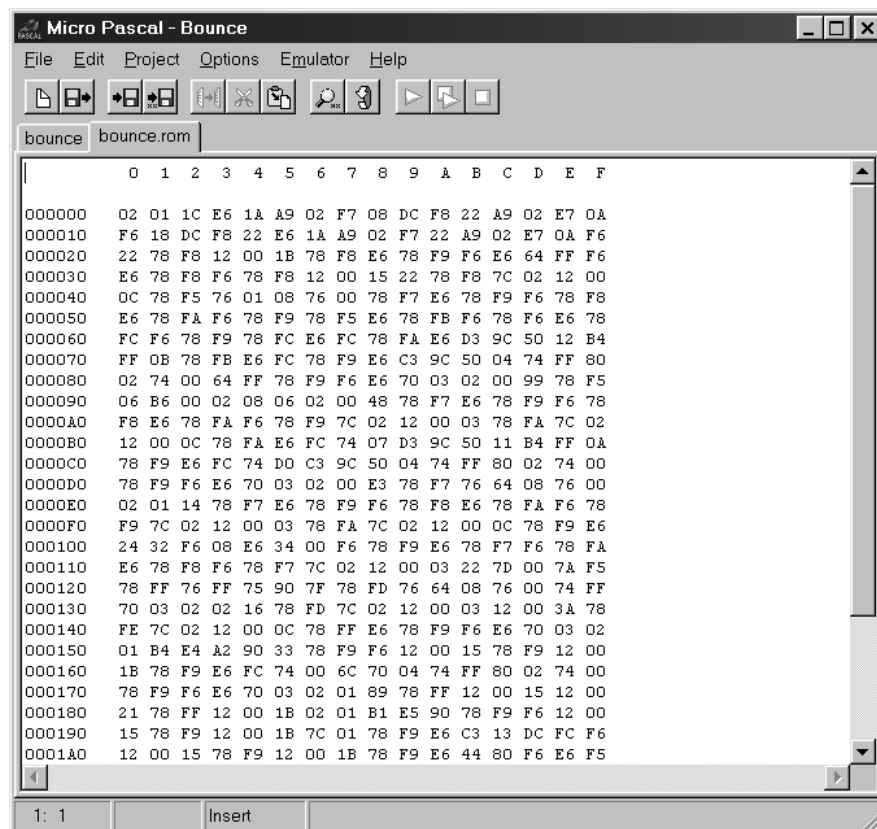 Micro Pascal - Bounce
File Edit Project Options Emulator Help
bounce bounce.rom
0 1 2 3 4 5 6 7 8 9 A B C D E F
000000 02 01 1C E6 1A A9 02 F7 08 DC F8 22 A9 02 E7 0A
000010 F6 18 DC F8 22 E6 1A A9 02 F7 22 A9 02 E7 0A F6
000020 22 78 F8 12 00 1B 78 F8 E6 78 F9 F6 E6 64 FF F6
000030 E6 78 F8 F6 78 F8 12 00 15 22 78 F8 7C 02 12 00
000040 0C 78 F5 76 01 08 76 00 78 F7 E6 78 F9 F6 78 F8
000050 E6 78 FA F6 78 F9 78 F5 E6 78 FB F6 78 F6 E6 78
000060 FC F6 78 F9 78 FC E6 FC 78 FA E6 D3 9C 50 12 B4
000070 FF 0B 78 FB E6 FC 78 F9 E6 C3 9C 50 04 74 FF 80
000080 02 74 00 64 FF 78 F9 F6 E6 70 03 02 00 99 78 F5
000090 06 B6 00 02 08 06 02 00 48 78 F7 E6 78 F9 F6 78
0000A0 F8 E6 78 FA F6 78 F9 7C 02 12 00 03 78 FA 7C 02
0000B0 12 00 0C 78 FA E6 FC 74 07 D3 9C 50 11 B4 FF 0A
0000C0 78 F9 E6 FC 74 D0 C3 9C 50 04 74 FF 80 02 74 00
0000D0 78 F9 F6 E6 70 03 02 00 E3 78 F7 76 64 08 76 00
0000E0 02 01 14 78 F7 E6 78 F9 F6 78 F8 E6 78 FA F6 78
0000F0 F9 7C 02 12 00 03 78 FA 7C 02 12 00 0C 78 F9 E6
000100 24 32 F6 08 E6 34 00 F6 78 F9 E6 78 F7 F6 78 FA
000110 E6 78 F8 F6 78 F7 7C 02 12 00 03 22 7D 00 7A F5
000120 78 FF 76 FF 75 90 7F 78 FD 76 64 08 76 00 74 FF
000130 70 03 02 02 16 78 FD 7C 02 12 00 03 12 00 3A 78
000140 FE 7C 02 12 00 0C 78 FF E6 78 F9 F6 E6 70 03 02
000150 01 B4 E4 A2 90 33 78 F9 F6 12 00 15 78 F9 12 00
000160 1B 78 F9 E6 FC 74 00 6C 70 04 74 FF 80 02 74 00
000170 78 F9 F6 E6 70 03 02 01 89 78 FF 12 00 15 12 00
000180 21 78 FF 12 00 1B 02 01 B1 E5 90 78 F9 F6 12 00
000190 15 78 F9 12 00 1B 7C 01 78 F9 E6 C3 13 DC FC F6
0001A0 12 00 15 78 F9 12 00 1B 78 F9 E6 44 80 F6 E6 F5
1: 1 Insert